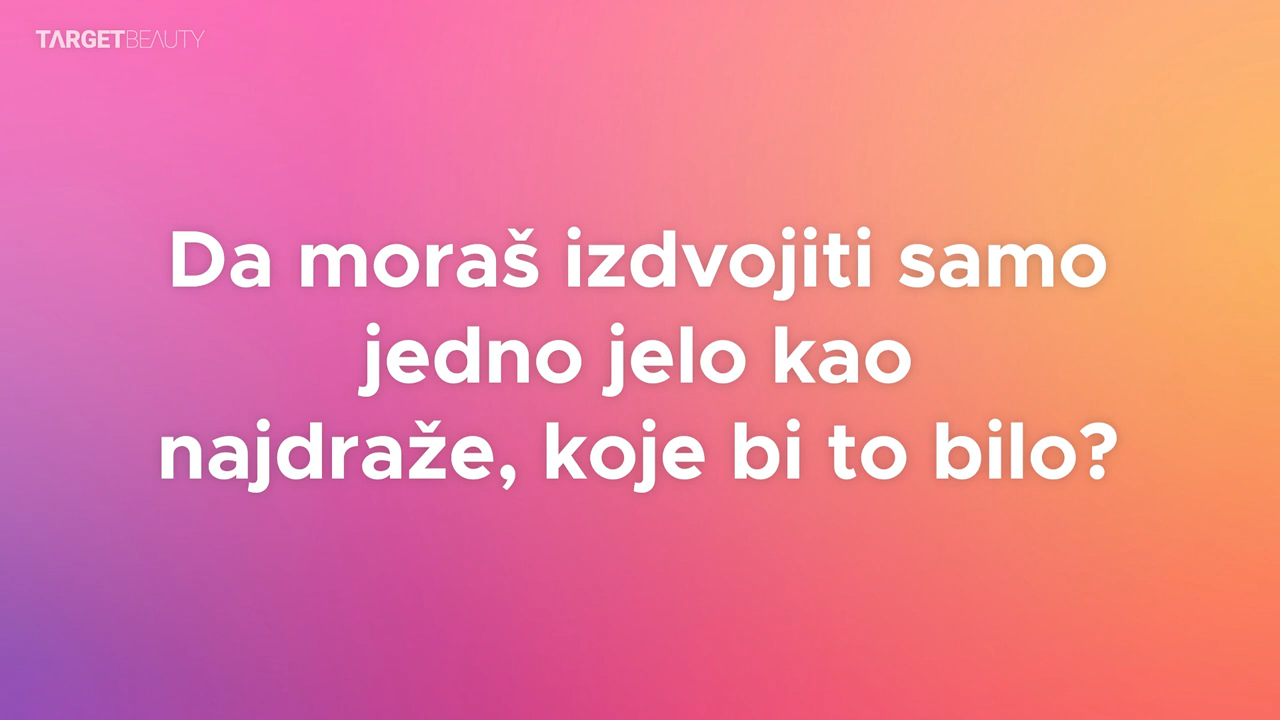 TARGETBEAUTY
Da moraš izdvojiti samo
jedno jelo kao
najdraže, koje bi to bilo?